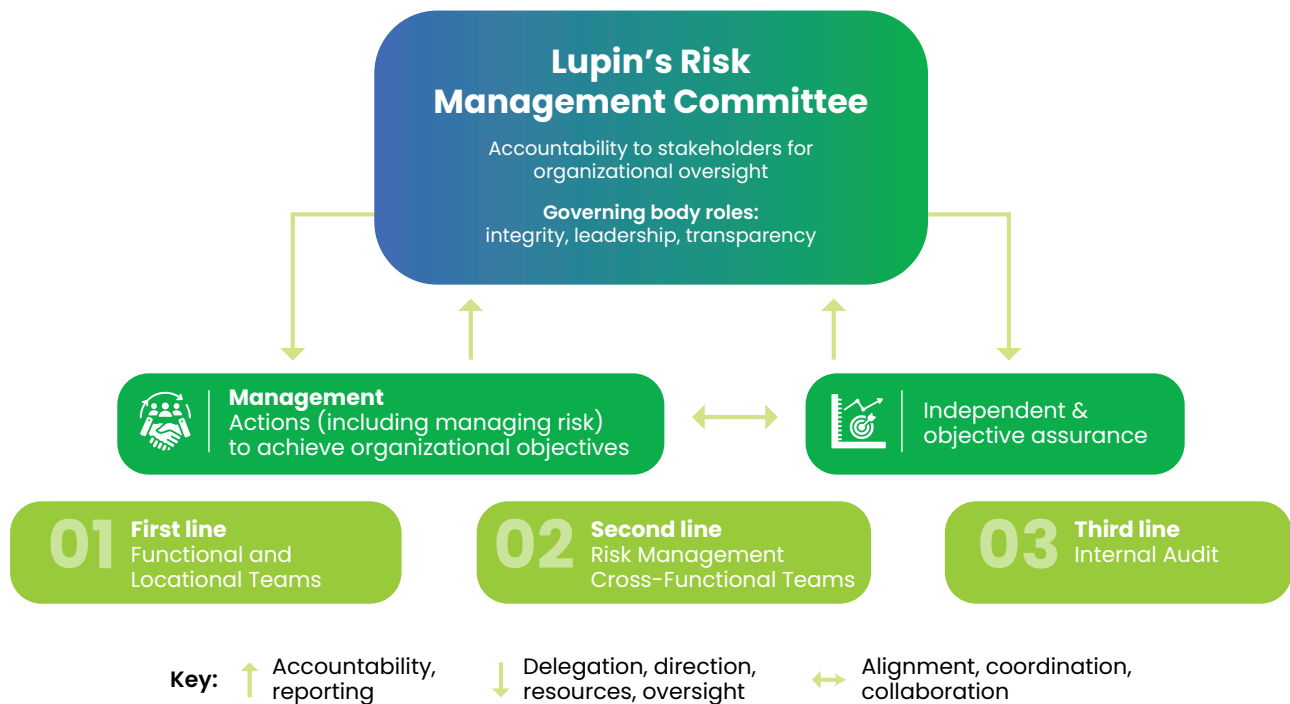 Lupin’s Risk
Management Committee
Accountability to stakeholders for
organizational oversight
Governing body roles:
integrity, leadership, transparency
Management
Actions (including managing risk)
to achieve organizational objectives
Independent &
objective assurance
01
First line
Functional and
Locational Teams
02
Second line
Risk Management
Cross-Functional Teams
03
Third line
Internal Audit
Key:
Accountability,
reporting
Delegation, direction,
resources, oversight
Alignment, coordination,
collaboration